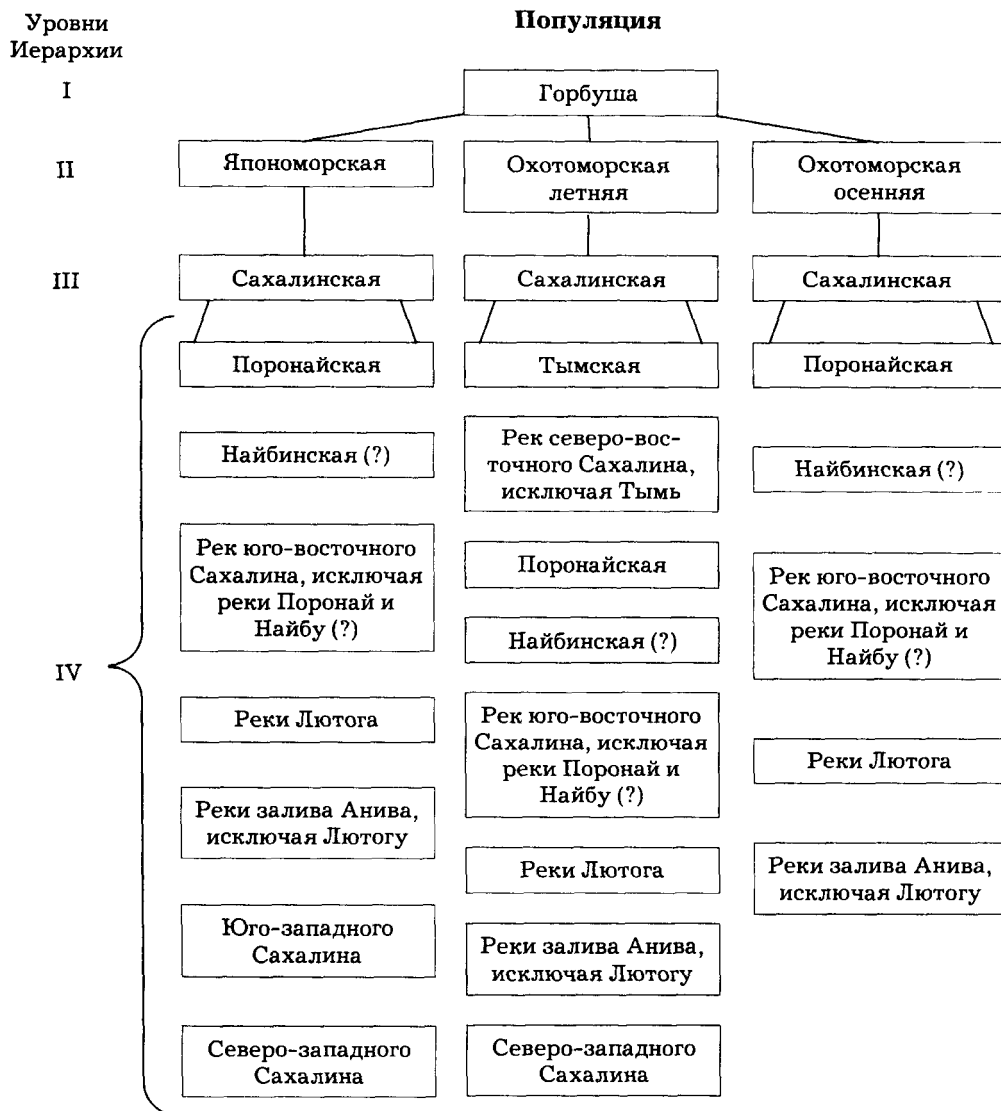 Уровни
Иерархии
Популяция
I
Горбуша
II
Япономорская
Охотоморская
летняя
Охотоморская
осенняя
III
Сахалинская
Сахалинская
Сахалинская
IV
Поронайская
Найбинская (?)
Рек юго-восточного
Сахалина, исключая
реки Поронай и
Найбу (?)
Реки Лютога
Реки залива Анива,
исключая Лютогу
Юго-западного
Сахалина
Северо-западного
Сахалина
Тымская
Рек северо-вос-
точного Сахалина,
исключая Тымь
Поронайская
Найбинская (?)
Рек юго-восточного
Сахалина, исключая
реки Поронай и
Найбу (?)
Реки Лютога
Реки залива Анива,
исключая Лютогу
Северо-западного
Сахалина
Поронайская
Найбинская (?)
Рек юго-восточного
Сахалина, исключая
реки Поронай и
Найбу (?)
Реки Лютога
Реки залива Анива,
исключая Лютогу